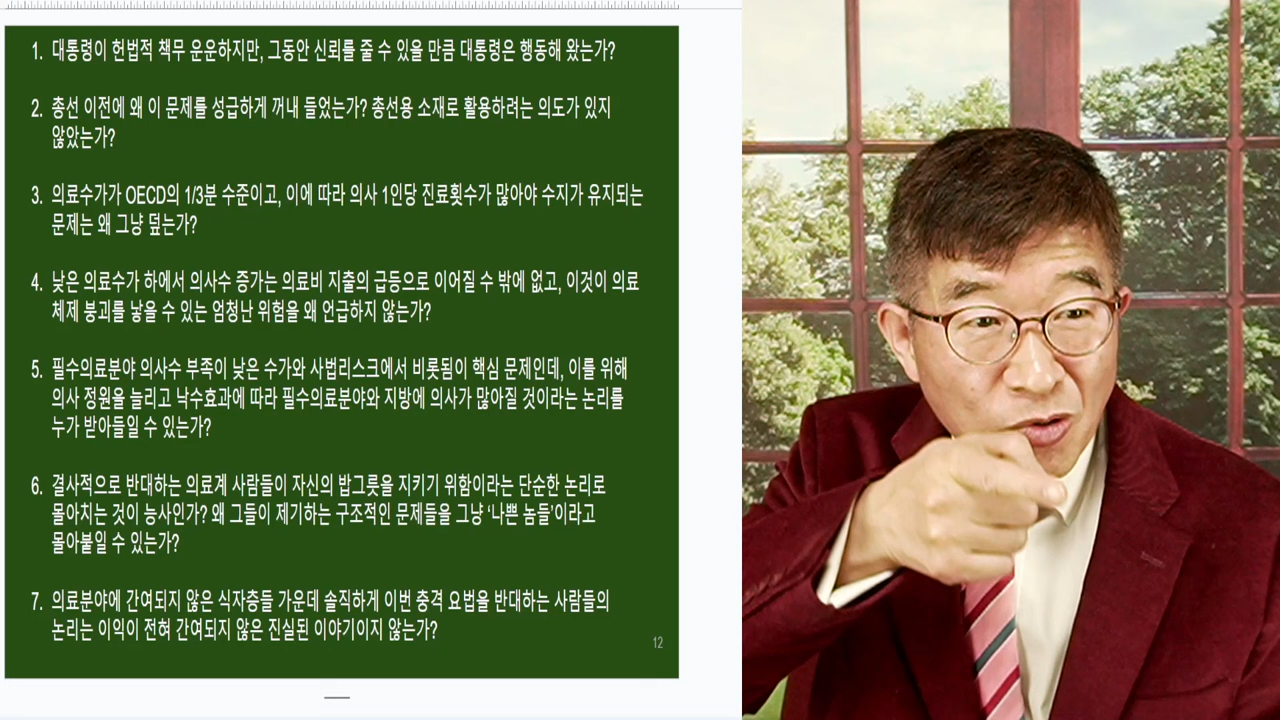 1. 대통령이 헌법적 책무 운운하지만, 그동안 신뢰를 줄 수 있을 만큼 대통령은 행동해 왔는가?
2. 총선 이전에 왜 이 문제를 성급하게 꺼내 들었는가? 총선용 소재로 활용하려는 의도가 있지
않았는가?
3. 의료수가가 OECD의 1/3분 수준이고, 이에 따라 의사 1인당 진료횟수가 많아야 수지가 유지되는
문제는 왜 그냥 덮는가?
4. 낮은 의료수가 하에서 의사수 증가는 의료비 지출의 급등으로 이어질 수 밖에 없고, 이것이 의료
체제 붕괴를 낳을 수 있는 엄청난 위험을 왜 언급하지 않는가?
5. 필수의료분야 의사수 부족이 낮은 수가와 사법리스크에서 비롯됨이 핵심 문제인데, 이를 위해
의사 정원을 늘리고 낙수효과에 따라 필수의료분야와 지방에 의사가 많아질 것이라는 논리를
누가 받아들일 수 있는가?
6. 결사적으로 반대하는 의료계 사람들이 자신의 밥그릇을 지키기 위함이라는 단순한 논리로
몰아치는 것이 능사인가? 왜 그들이 제기하는 구조적인 문제들을 그냥 ‘나쁜 놈들’이라고
몰아붙일 수 있는가?
7. 의료분야에 간여되지 않은 식자층들 가운데 솔직하게 이번 충격 요법을 반대하는 사람들의
논리는 이익이 전혀 간여되지 않은 진실된 이야기이지 않는가?
12